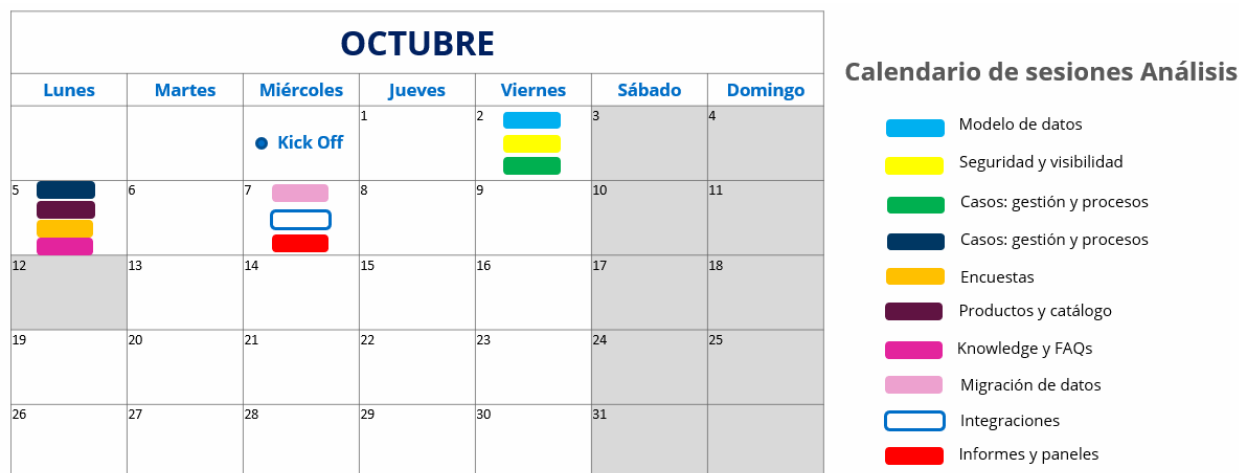 OCTUBRE
Lunes Martes Miércoles Jueves Viernes Sábado Domingo
1 2 3 4
Kick Off
5 6 7 8 9 10 11
12 13 14 15 16 17 18
19 20 21 22 23 24 25
26 27 28 29 30 31
Calendario de sesiones Análisis
Modelo de datos
Seguridad y visibilidad
Casos: gestión y procesos
Casos: gestión y procesos
Encuestas
Productos y catálogo
Knowledge y FAQs
Migración de datos
Integraciones
Informes y paneles